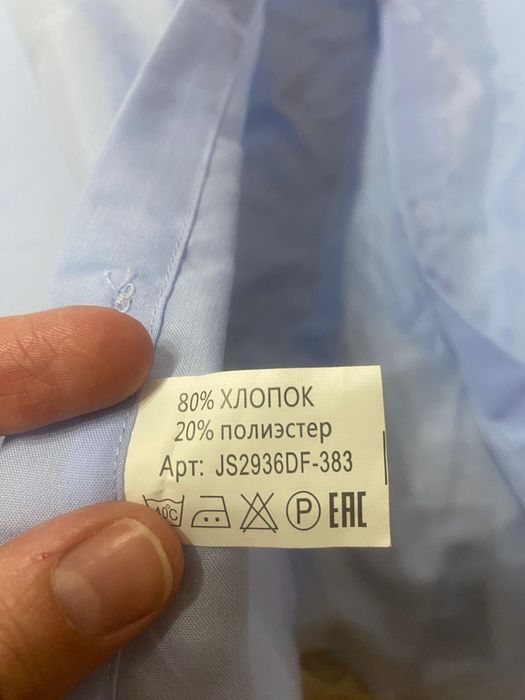 80% ХЛОПОК
20% полиэстер
Арт: JS2936DF-383
40°C P EAC